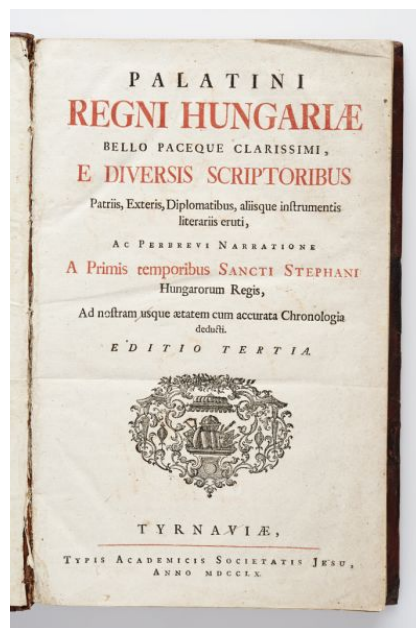 PALATINI
REGNI HUNGARIÆ
BELLO PACEQUE CLARISSIMI,
E DIVERSIS SCRIPTORIBUS
Patriis, Exteris, Diplomatibus, aliisque inſtrumentis
literariis eruti,
AC PERBREVI NARRATIONE
A Primis temporibus SANCTI STEPHANI
Hungarorum Regis,
Ad noſtram usque ætatem cum accurata Chronologia
deducti.
EDITIO TERTIA.
TYRNAVIÆ,
TYPIS ACADEMICIS SOCIETATIS JESU,
ANNO MDCCLX.